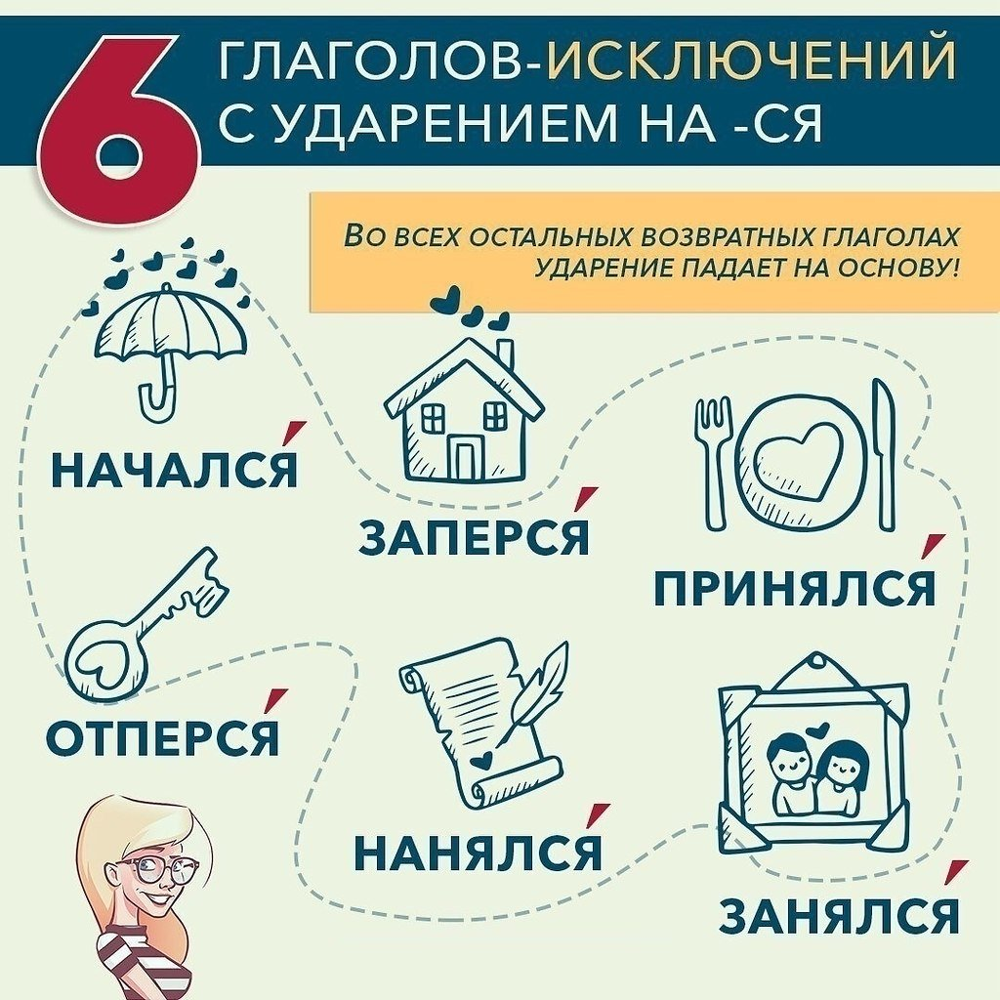 6
ГЛАГОЛОВ-ИСКЛЮЧЕНИЙ
С УДАРЕНИЕМ НА -СЯ
ВО ВСЕХ ОСТАЛЬНЫХ ВОЗВРАТНЫХ ГЛАГОЛАХ
УДАРЕНИЕ ПАДАЕТ НА ОСНОВУ!
НАЧАЛСЯ́
ЗАПЕРСЯ́
ПРИНЯЛСЯ́
ОТПЕРСЯ́
НАНЯЛСЯ́
ЗАНЯЛСЯ́